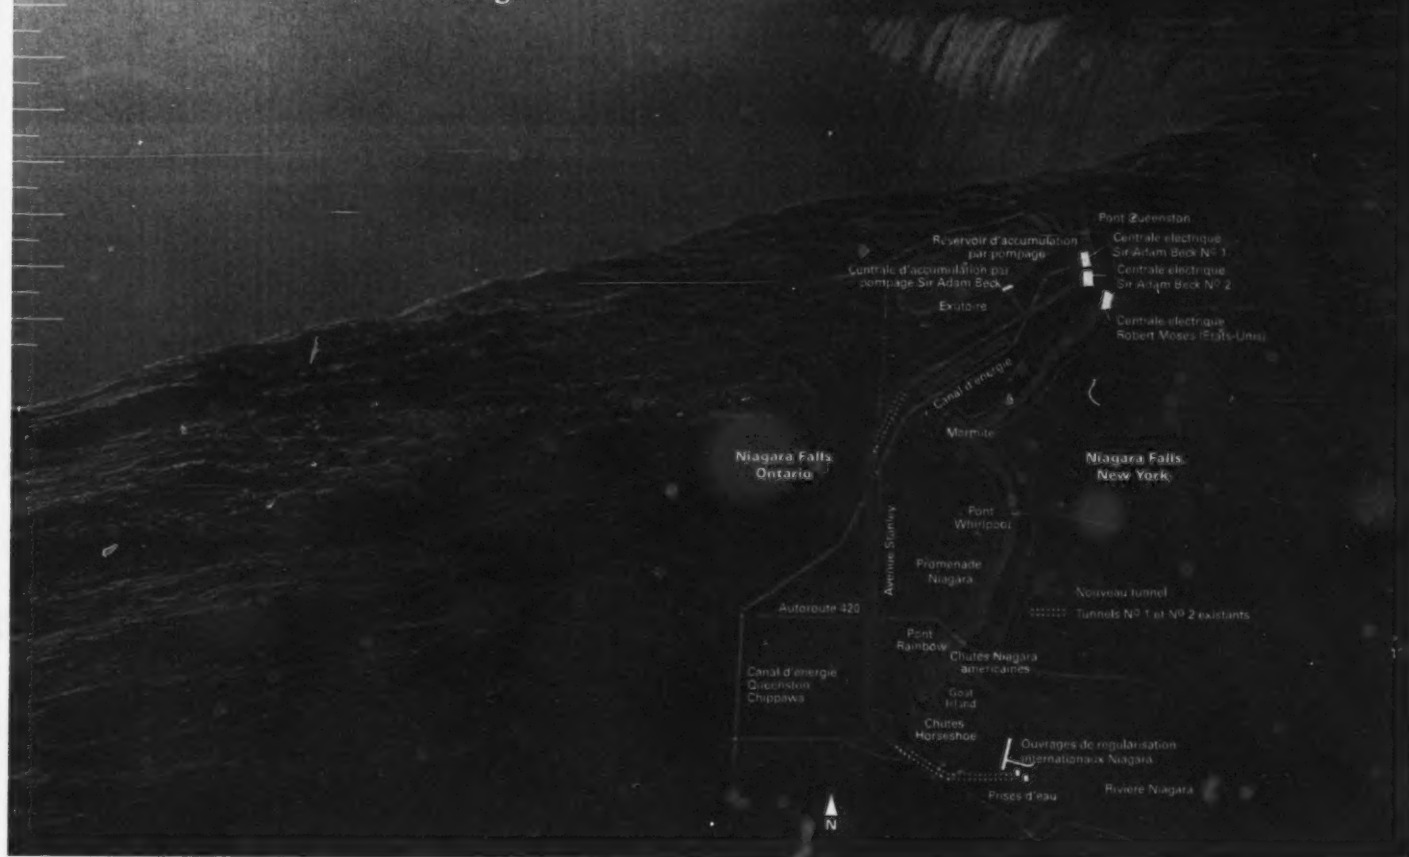 Pont Queenston
Centrale electrique
Sir Adam Beck Nº 1
Centrale electrique
Sir Adam Beck Nº 2
Réservoir d'accumulation
par pompage
Centrale d'accumulation par
pompage Sir Adam Beck
Exutoire
Centrale electrique
Robert Moses (États-Unis)
Canal d'énergie
Marmite
Niagara Falls
Ontario
Niagara Falls
New York
Pont
Whirlpool
Avenue Stanley
Promenade
Niagara
Nouveau tunnel
Tunnels Nº 1 et Nº 2 existants
Autoroute 420
Pont
Rainbow
Chutes Niagara
américaines
Canal d'énergie
Queenston
Chippawa
Goat
Island
Chutes
Horseshoe
Ouvrages de régularisation
internationaux Niagara
Prises d'eau
Rivière Niagara
N